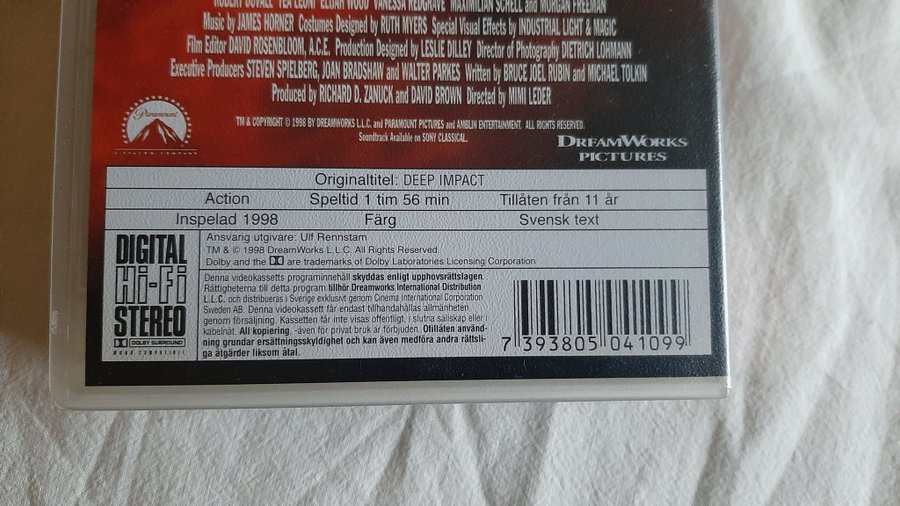 ROBERT DUVALL TÉA LEONI ELIJAH WOOD VANESSA REDGRAVE MAXIMILIAN SCHELL and MORGAN FREEMAN
Music by JAMES HORNER Costumes Designed by RUTH MYERS Special Visual Effects by INDUSTRIAL LIGHT & MAGIC
Film Editor DAVID ROSENBLOOM, A.C.E. Production Designed by LESLIE DILLEY Director of Photography DIETRICH LOHMANN
Executive Producers STEVEN SPIELBERG, JOAN BRADSHAW and WALTER PARKES Written by BRUCE JOEL RUBIN and MICHAEL TOLKIN
Produced by RICHARD D. ZANUCK and DAVID BROWN Directed by MIMI LEDER
TM & COPYRIGHT © 1998 BY DREAMWORKS L.L.C. and PARAMOUNT PICTURES and AMBLIN ENTERTAINMENT. ALL RIGHTS RESERVED.
Soundtrack Available on SONY CLASSICAL.
Paramount
DREAMWORKS
PICTURES
Originaltitel: DEEP IMPACT
Action Speltid 1 tim 56 min Tillåten från 11 år
Inspelad 1998 Färg Svensk text
DIGITAL
Hi-Fi
STEREO
DOLBY SURROUND
Ansvarig utgivare: Ulf Rennstam
TM & © 1998 DreamWorks L.L.C. All Rights Reserved
Dolby and the DD are trademarks of Dolby Laboratories Licensing Corporation
Denna videokassetts programinnehåll skyddas enligt upphovsrättslagen.
Rättigheterna till detta program tillhör Dreamworks International Distribution
L.L.C. och distribueras i Sverige exklusivt genom Cinema International Corporation
Sweden AB. Denna videokassett får endast tillhandahållas allmänheten
genom försäljning. Kassetten får inte visas offentligt, i slutna sällskap eller i
kabelnät. All kopiering, -även för privat bruk är förbjuden. Otillåten använd-
ning grundar ersättningsskyldighet och kan även medföra andra rättsli-
ga åtgärder liksom åtal.
7 393805 041099